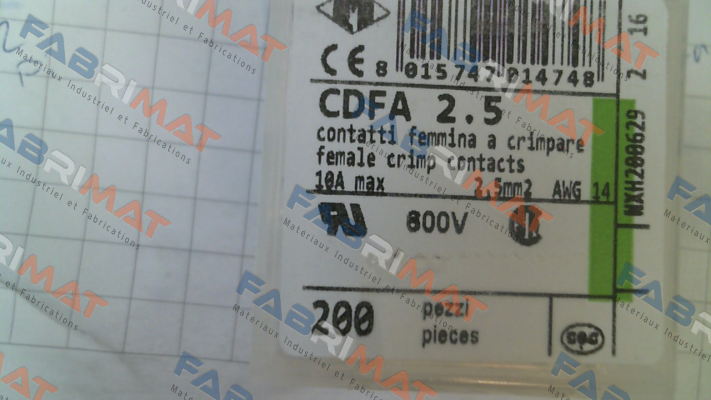 CE 8 015747 014748
CDFA 2.5
contatti femmina a crimpare
female crimp contacts
10A max 2,5mm2 AWG 14
600V
200 pezzi
pieces
2 16
NXH200629
FABRIMAT
Materiaux Industriel et Fabrications